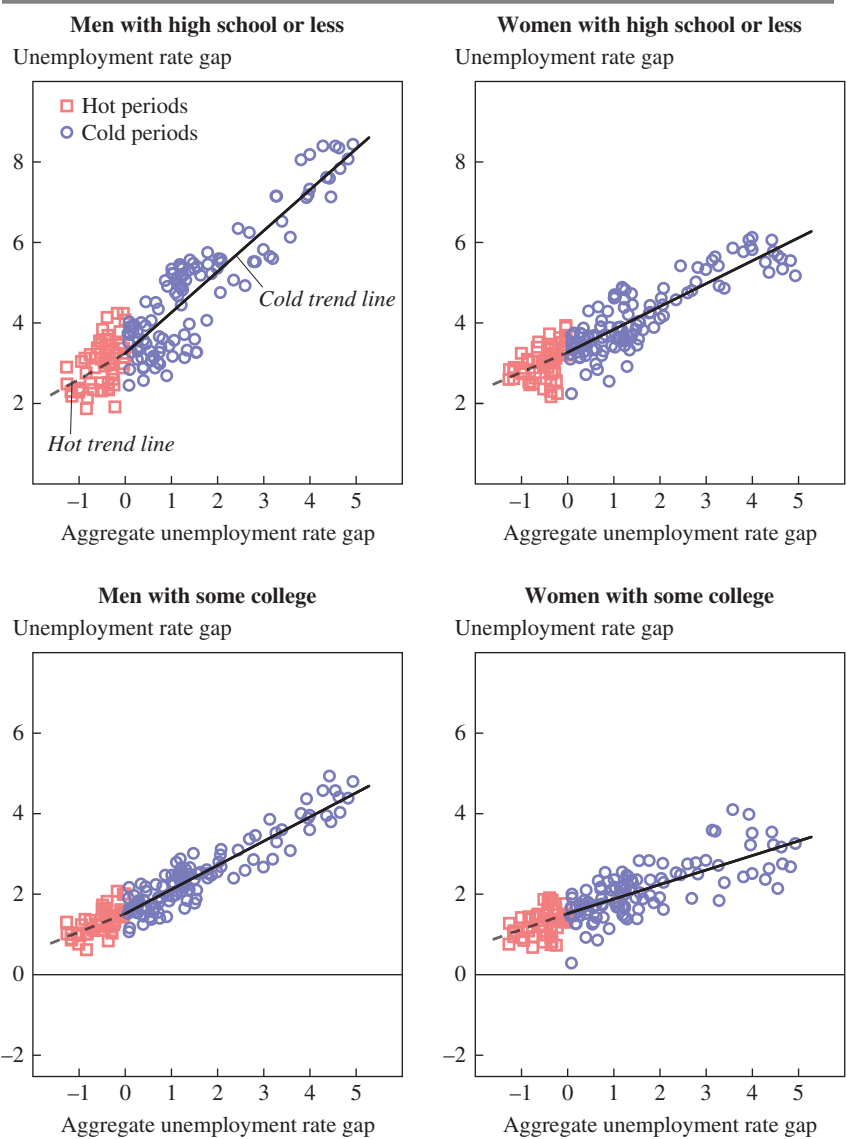 Men with high school or less
Unemployment rate gap
Hot periods
Cold periods
8
6
4
2
Cold trend line
Hot trend line
–1 0 1 2 3 4 5
Aggregate unemployment rate gap
Women with high school or less
Unemployment rate gap
8
6
4
2
–1 0 1 2 3 4 5
Aggregate unemployment rate gap
Men with some college
Unemployment rate gap
6
4
2
0
–2
–1 0 1 2 3 4 5
Aggregate unemployment rate gap
Women with some college
Unemployment rate gap
6
4
2
0
–2
–1 0 1 2 3 4 5
Aggregate unemployment rate gap